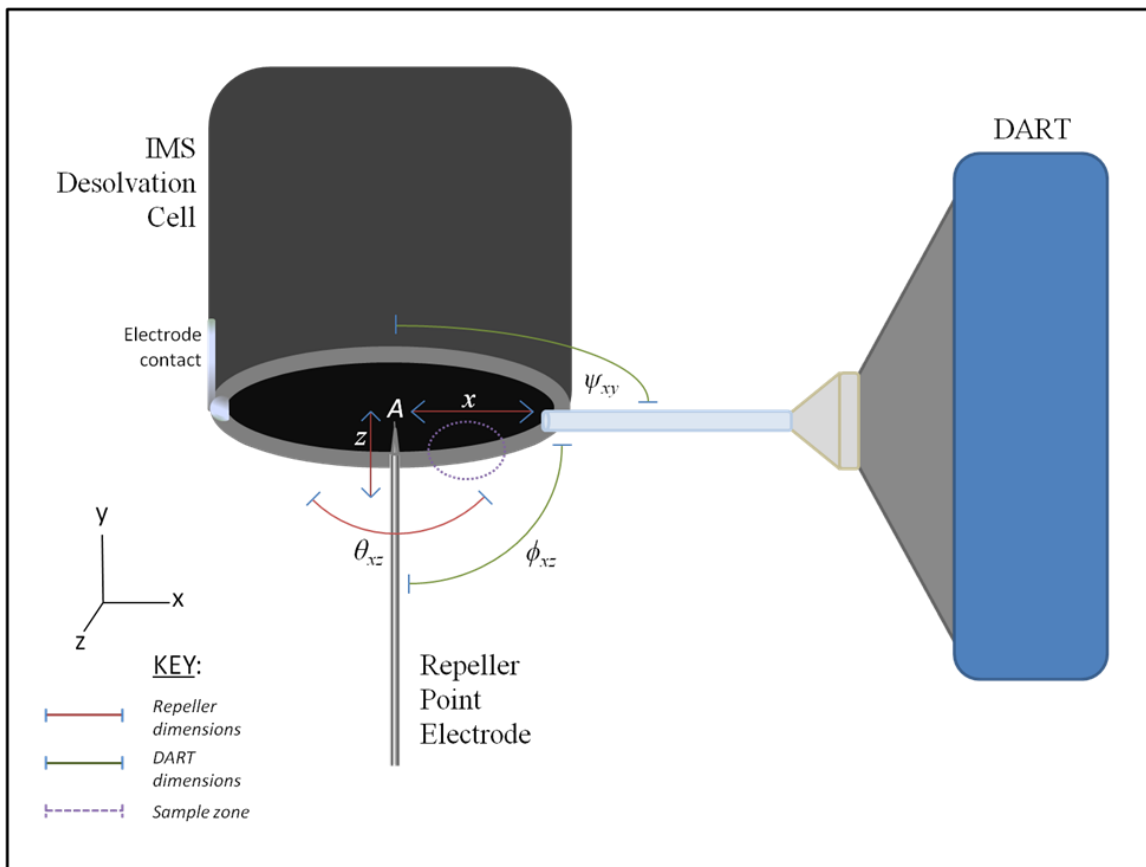 DART
IMS
Desolvation
Cell
Electrode
contact
ψxy
A
x
z
θxz
ϕxz
y
x
z
KEY:
Repeller
dimensions
DART
dimensions
Sample zone
Repeller
Point
Electrode